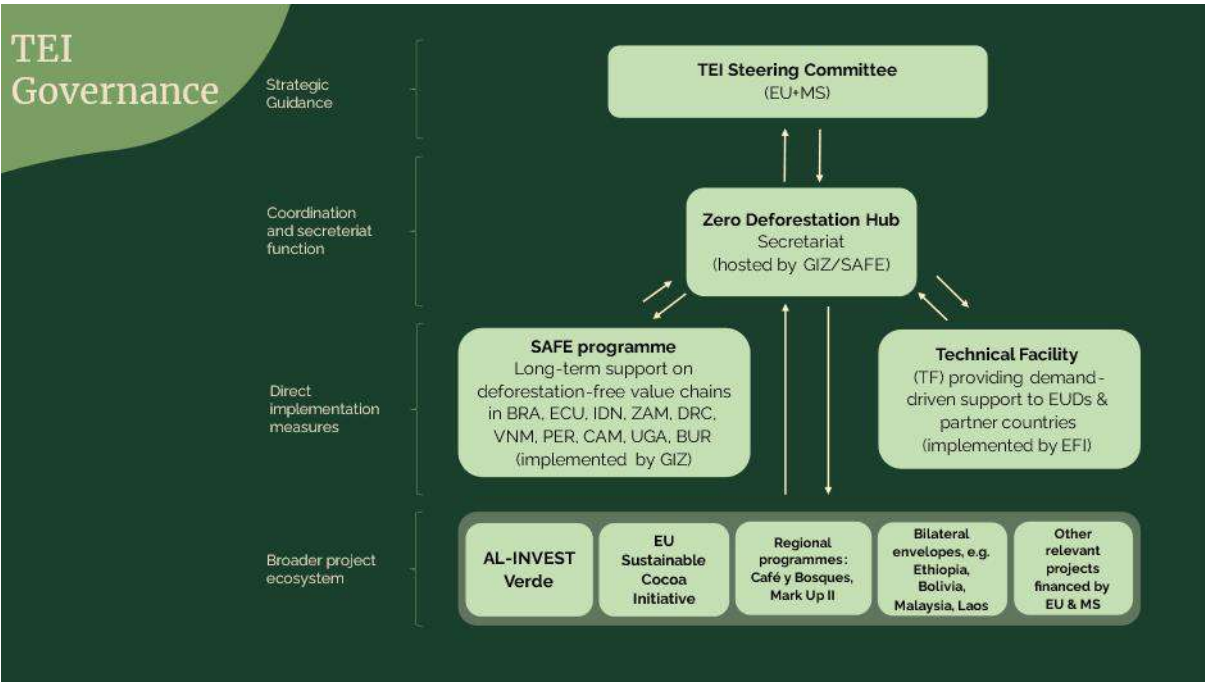 TEI
Governance
Strategic
Guidance
TEI Steering Committee
(EU+MS)
Coordination
and secreteriat
function
Zero Deforestation Hub
Secretariat
(hosted by GIZ/SAFE)
Direct
implementation
measures
SAFE programme
Long-term support on
deforestation-free value chains
in BRA, ECU, IDN, ZAM, DRC,
VNM, PER, CAM, UGA, BUR
(implemented by GIZ)
Technical Facility
(TF) providing demand-
driven support to EUDs &
partner countries
(implemented by EFI)
Broader project
ecosystem
AL-INVEST
Verde
EU
Sustainable
Cocoa
Initiative
Regional
programmes:
Café y Bosques,
Mark Up II
Bilateral
envelopes, e.g.
Ethiopia,
Bolivia,
Malaysia, Laos
Other
relevant
projects
financed by
EU & MS